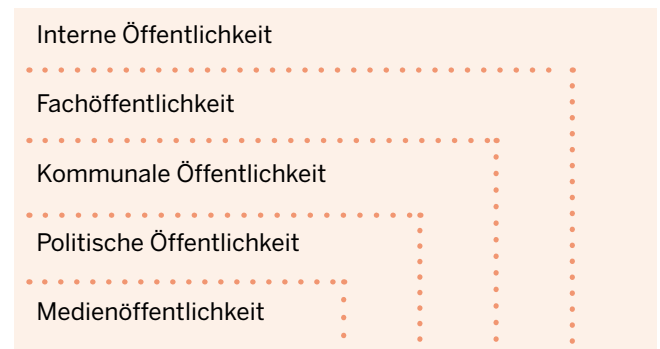 Interne Öffentlichkeit
Fachöffentlichkeit
Kommunale Öffentlichkeit
Politische Öffentlichkeit
Medienöffentlichkeit